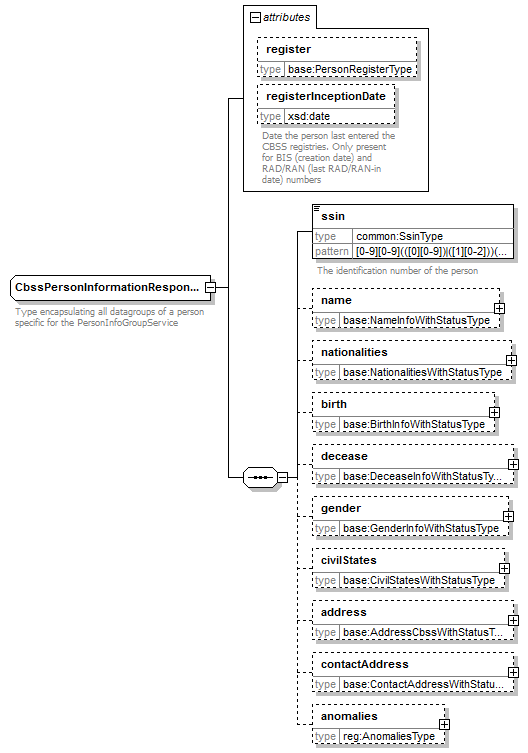 attributes
register
type base:PersonRegisterType
registerInceptionDate
type xsd:date
Date the person last entered the
CBSS registries. Only present
for BIS (creation date) and
RAD/RAN (last RAD/RAN-in
date) numbers
CbssPersonInformationRespon...
Type encapsulating all datagroups of a person
specific for the PersonInfoGroupService
ssin
type common:SsinType
pattern [0-9][0-9](([0][0-9])|([1][0-2]))(...
The identification number of the person
name
type base:NameInfoWithStatusType
nationalities
type base:NationalitiesWithStatusType
birth
type base:BirthInfoWithStatusType
decease
type base:DeceaseInfoWithStatusTy...
gender
type base:GenderInfoWithStatusType
civilStates
type base:CivilStatesWithStatusType
address
type base:AddressCbssWithStatusT...
contactAddress
type base:ContactAddressWithStatu...
anomalies
type reg:AnomaliesType